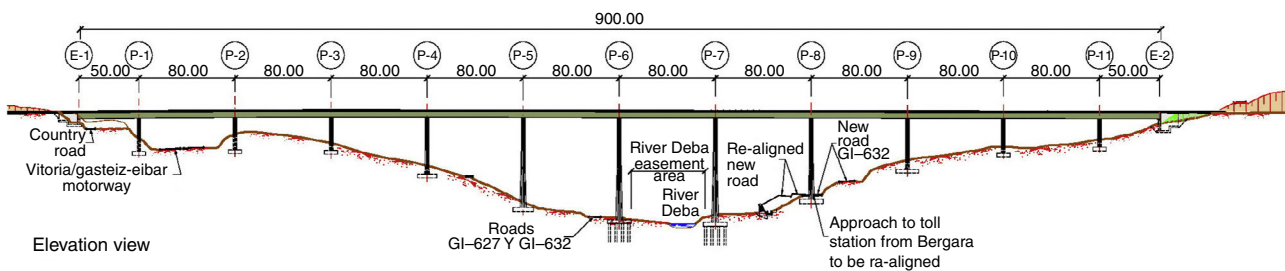 900.00
E-1 P-1 P-2 P-3 P-4 P-5 P-6 P-7 P-8 P-9 P-10 P-11 E-2
50.00 80.00 80.00 80.00 80.00 80.00 80.00 80.00 80.00 80.00 80.00 50.00
Country
road
Vitoria/gasteiz-eibar
motorway
Roads
GI–627 Y GI–632
River Deba
easement
area
River
Deba
Re-aligned
new
road
New
road
GI–632
Approach to toll
station from Bergara
to be ra-aligned
Elevation view